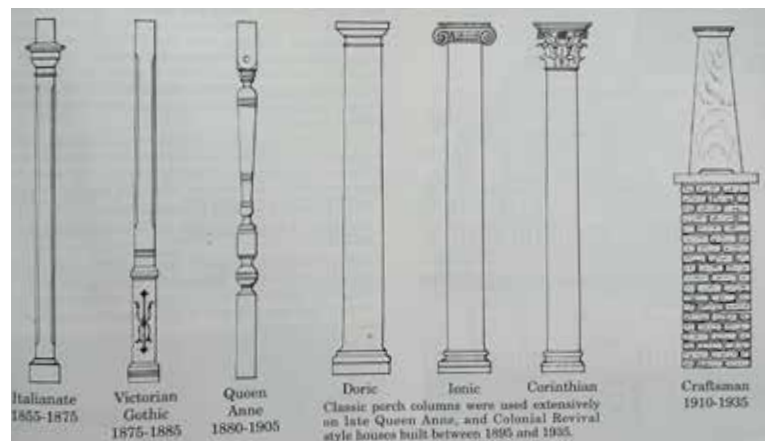 Italianate
1855-1875
Victorian
Gothic
1875-1885
Queen
Anne
1880-1905
Doric
Ionic
Corinthian
Classic porch columns were used extensively
on late Queen Anne, and Colonial Revival
style houses built between 1895 and 1935.
Craftsman
1910-1935